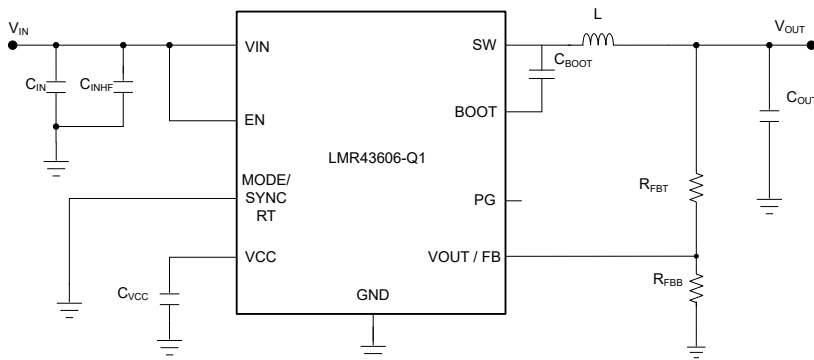 VIN
VOUT
L
VIN
SW
CIN
CINHF
CBOOT
EN
BOOT
COUT
LMR43606-Q1
MODE/
SYNC
RT
PG
RFBT
VCC
VOUT / FB
CVCC
GND
RFBB